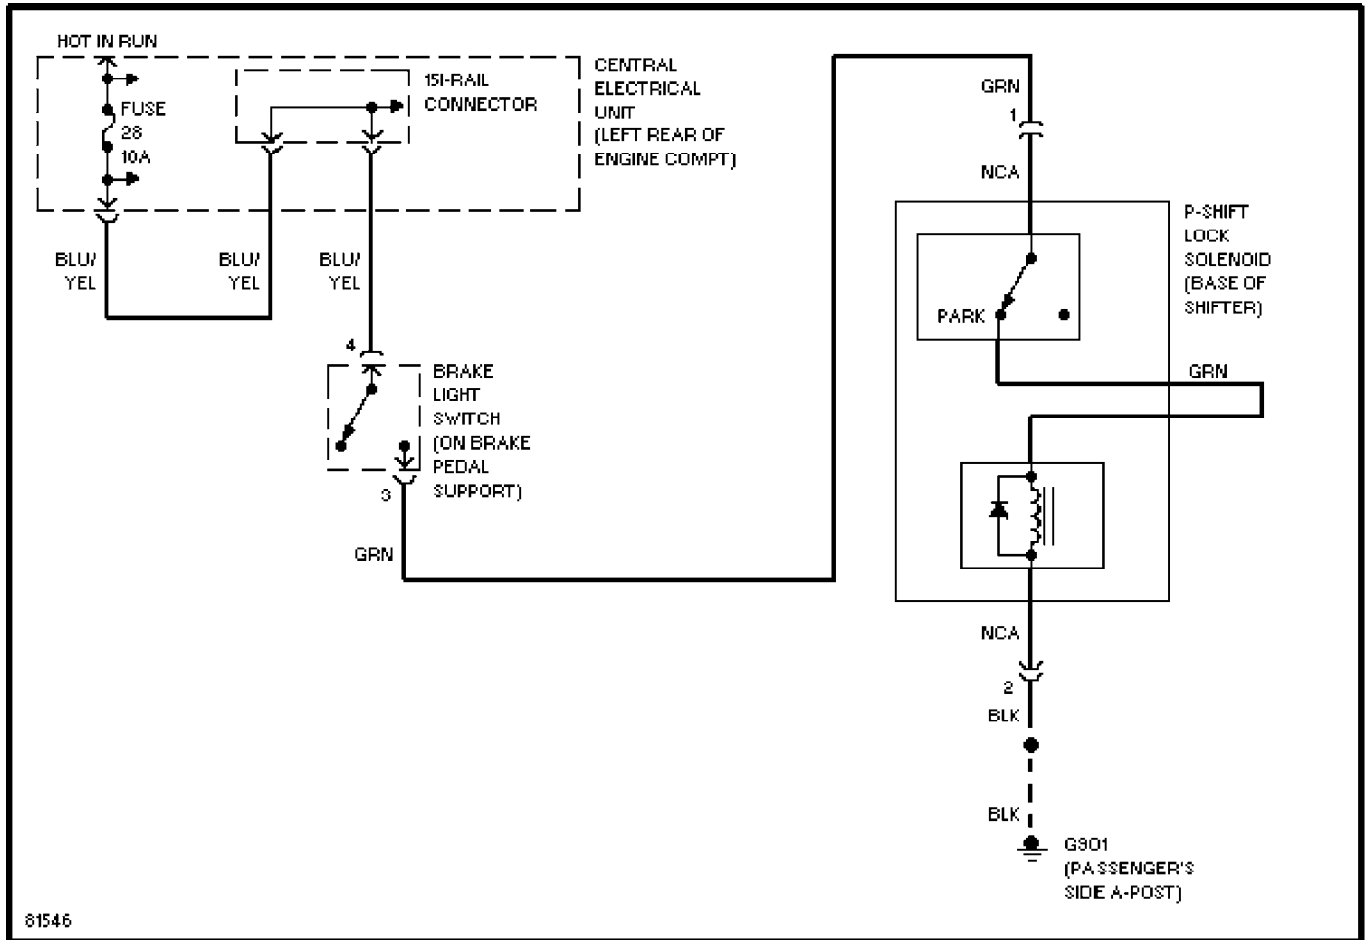 HOT IN RUN
FUSE
28
10A
15I-RAIL
CONNECTOR
CENTRAL
ELECTRICAL
UNIT
(LEFT REAR OF
ENGINE COMPT)
BLU/
YEL
BLU/
YEL
BLU/
YEL
4
BRAKE
LIGHT
SWITCH
(ON BRAKE
PEDAL
SUPPORT)
3
GRN
GRN
1
NCA
P-SHIFT
LOCK
SOLENOID
(BASE OF
SHIFTER)
PARK
GRN
NCA
2
BLK
BLK
G901
(PASSENGER'S
SIDE A-POST)
81546